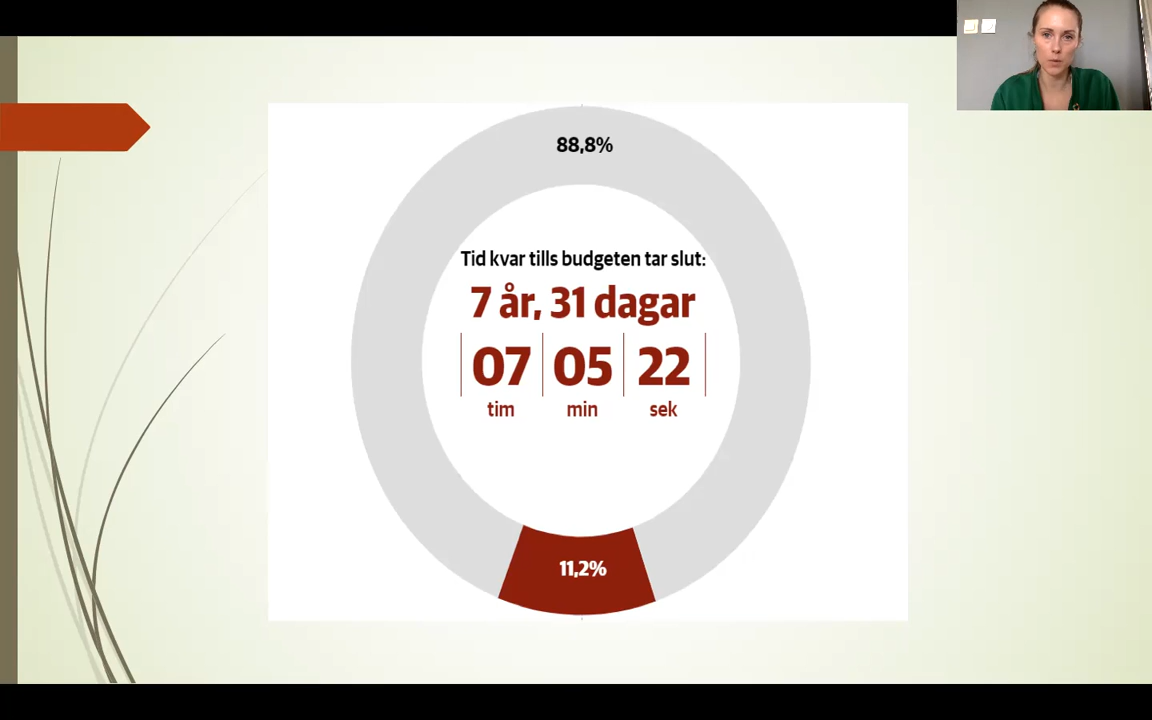 88,8%
Tid kvar tills budgeten tar slut:
7 år, 31 dagar
07 05 22
tim min sek
11,2%